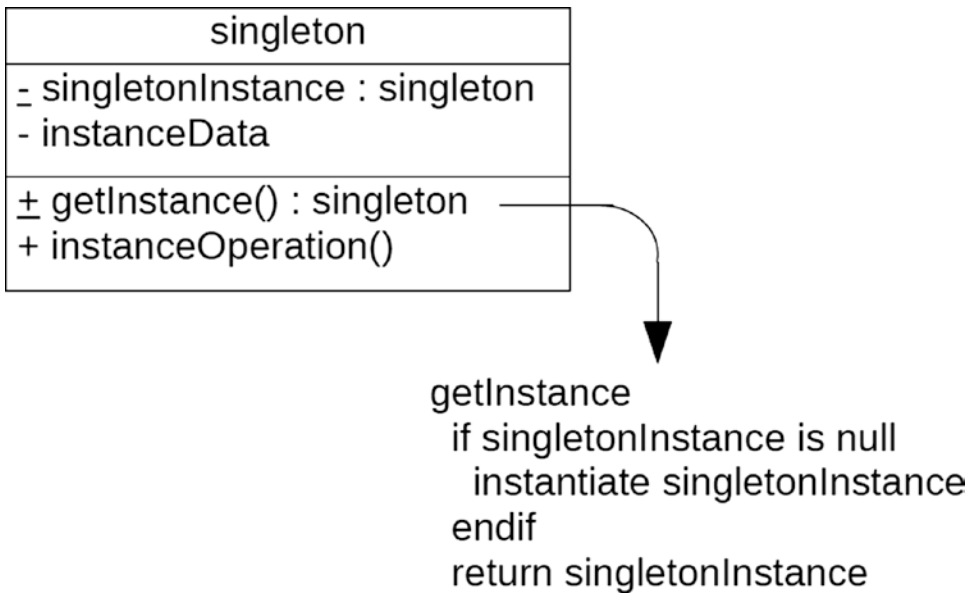 singleton
- singletonInstance : singleton
- instanceData
+ getInstance() : singleton
+ instanceOperation()
getInstance
if singletonInstance is null
instantiate singletonInstance
endif
return singletonInstance